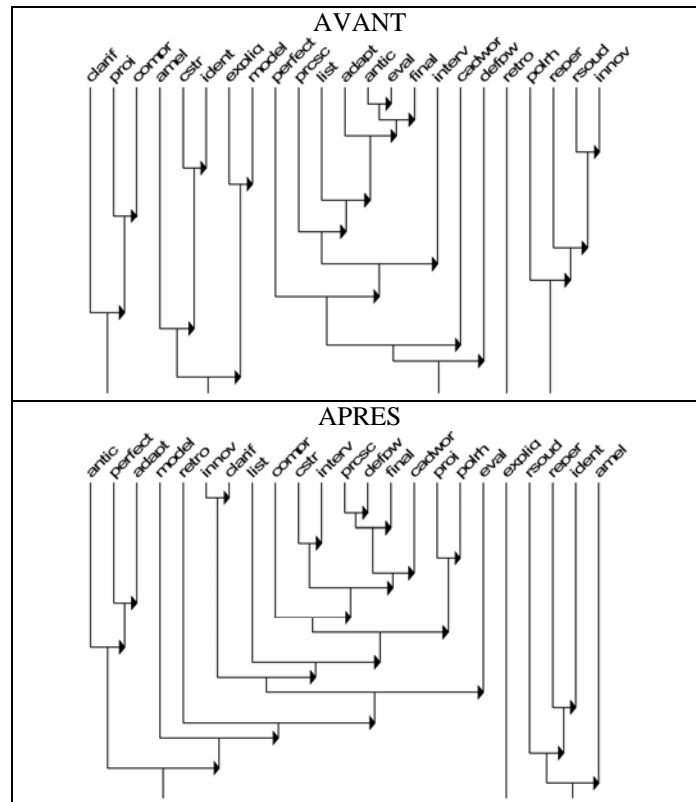 AVANT
clarif proj compr amel cstr ident expliq model perfect prcsc list adapt antic eval final interv cadwor defpw retro polrh reper rsoud innov
APRES
antic perfect adapt model retro innov clarif list compr cstr interv prcsc defpw final cadwor proj polrh eval expliq rsoud reper ident amel